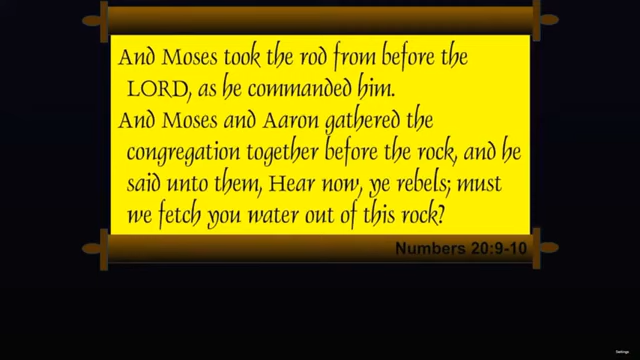 And Moses took the rod from before the
LORD, as he commanded him.
And Moses and Aaron gathered the
congregation together before the rock, and he
said unto them, Hear now, ye rebels; must
we fetch you water out of this rock?
Numbers 20:9-10
Settings